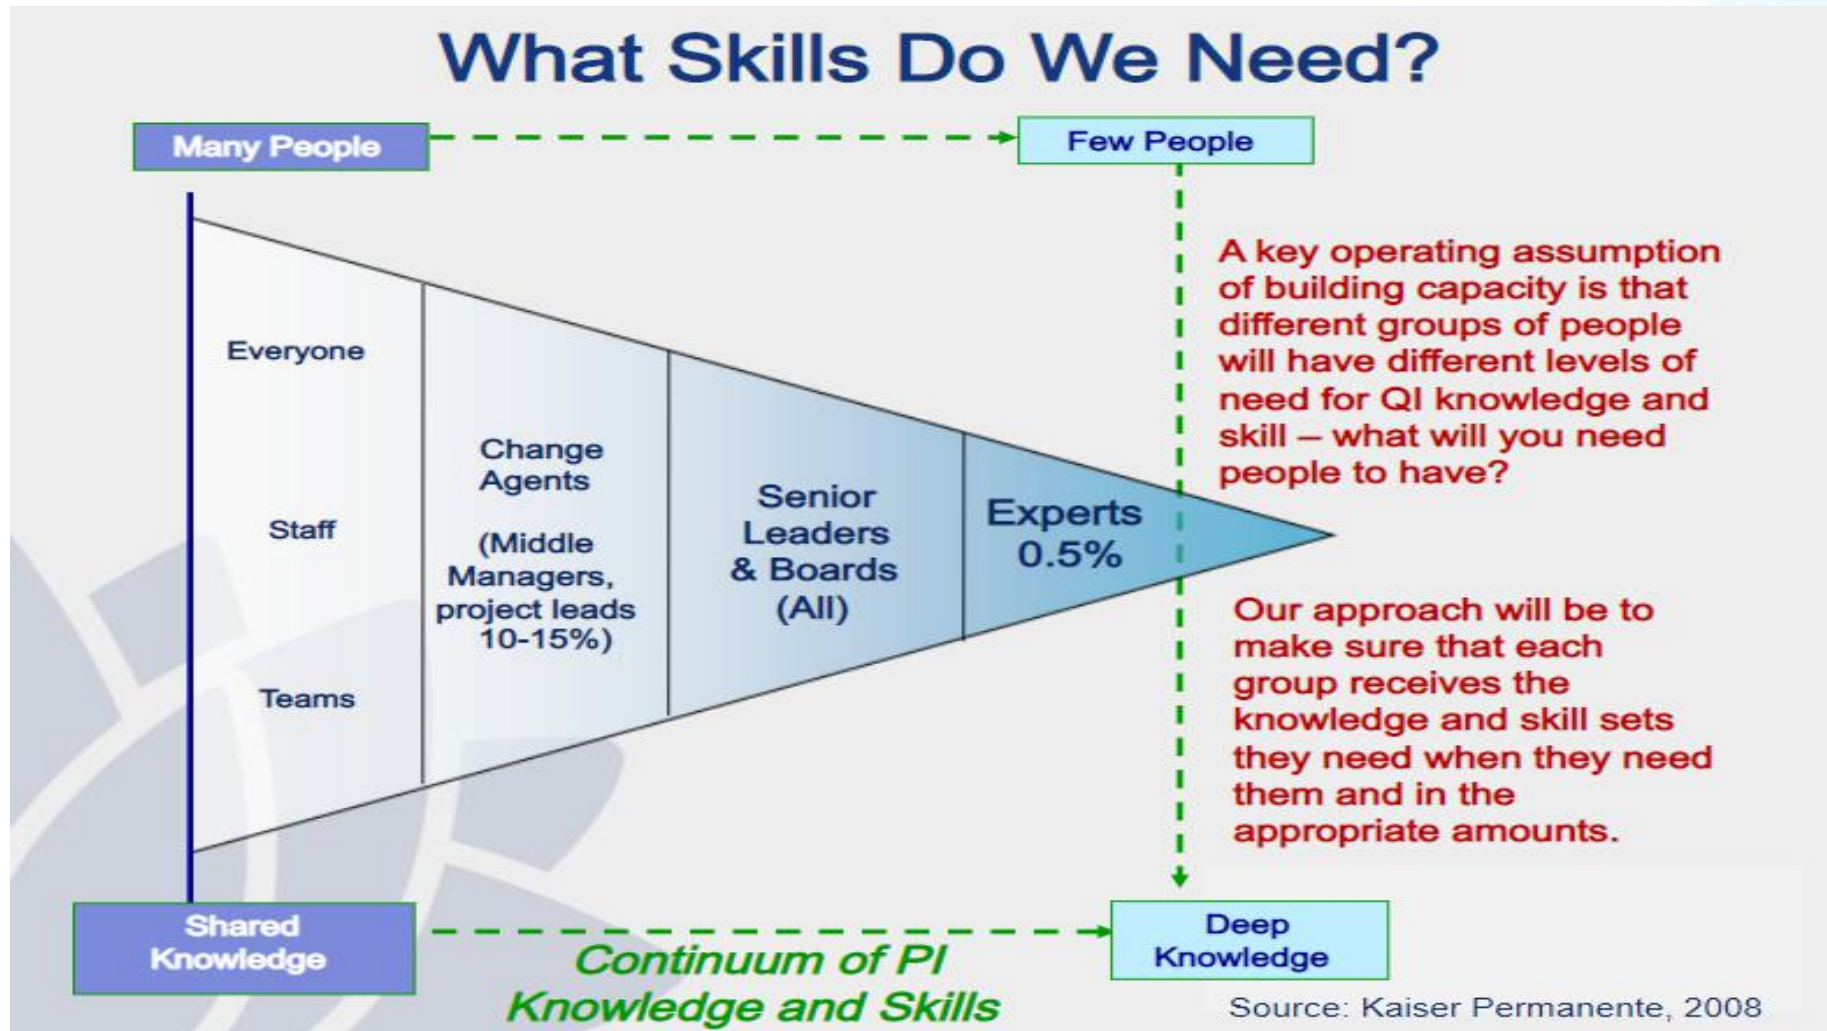 What Skills Do We Need?
Many People
Few People
Everyone
Staff
Teams
Change
Agents
(Middle
Managers,
project leads
10-15%)
Senior
Leaders
& Boards
(All)
Experts
0.5%
A key operating assumption
of building capacity is that
different groups of people
will have different levels of
need for QI knowledge and
skill – what will you need
people to have?
Our approach will be to
make sure that each
group receives the
knowledge and skill sets
they need when they need
them and in the
appropriate amounts.
Shared
Knowledge
Continuum of PI
Knowledge and Skills
Deep
Knowledge
Source: Kaiser Permanente, 2008